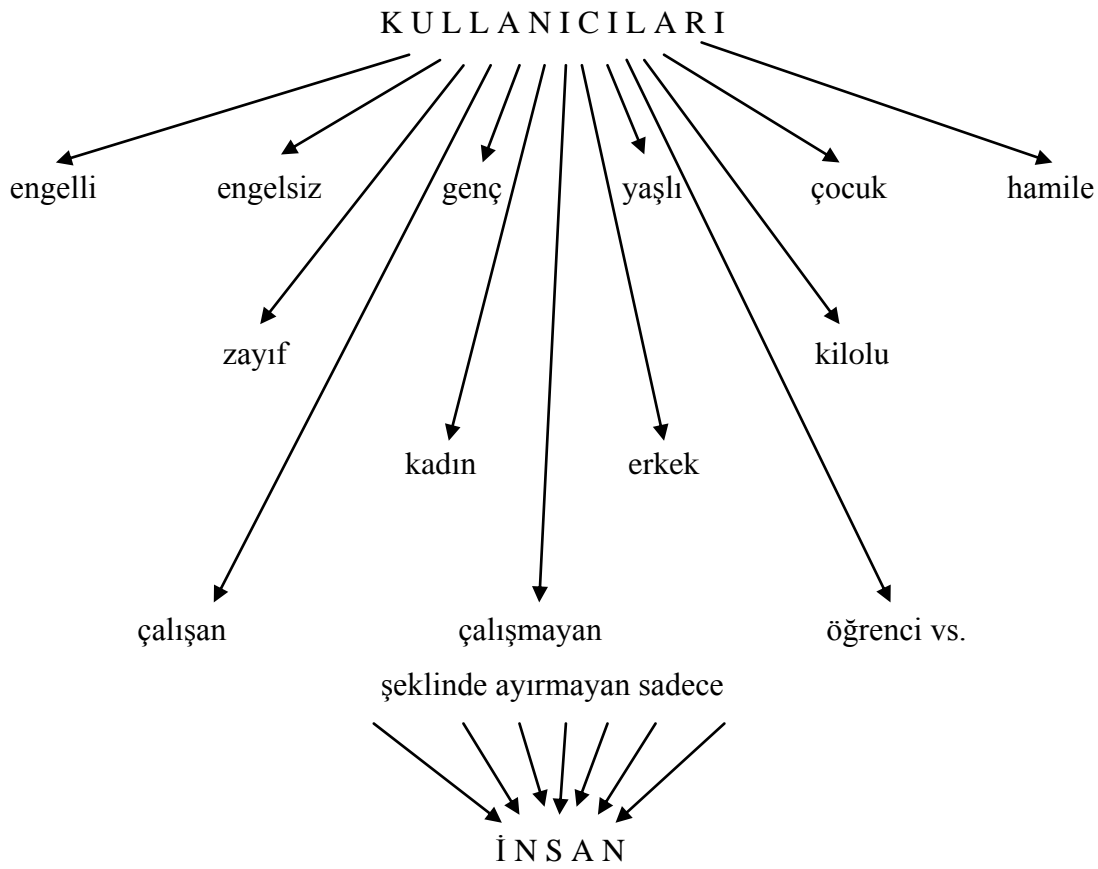 K U L L A N I C I L A R I
engelli engelsiz genç yaşlı çocuk hamile
zayıf kilolu
kadın erkek
çalışan çalışmayan öğrenci vs.
şeklinde ayırmayan sadece
İ N S A N